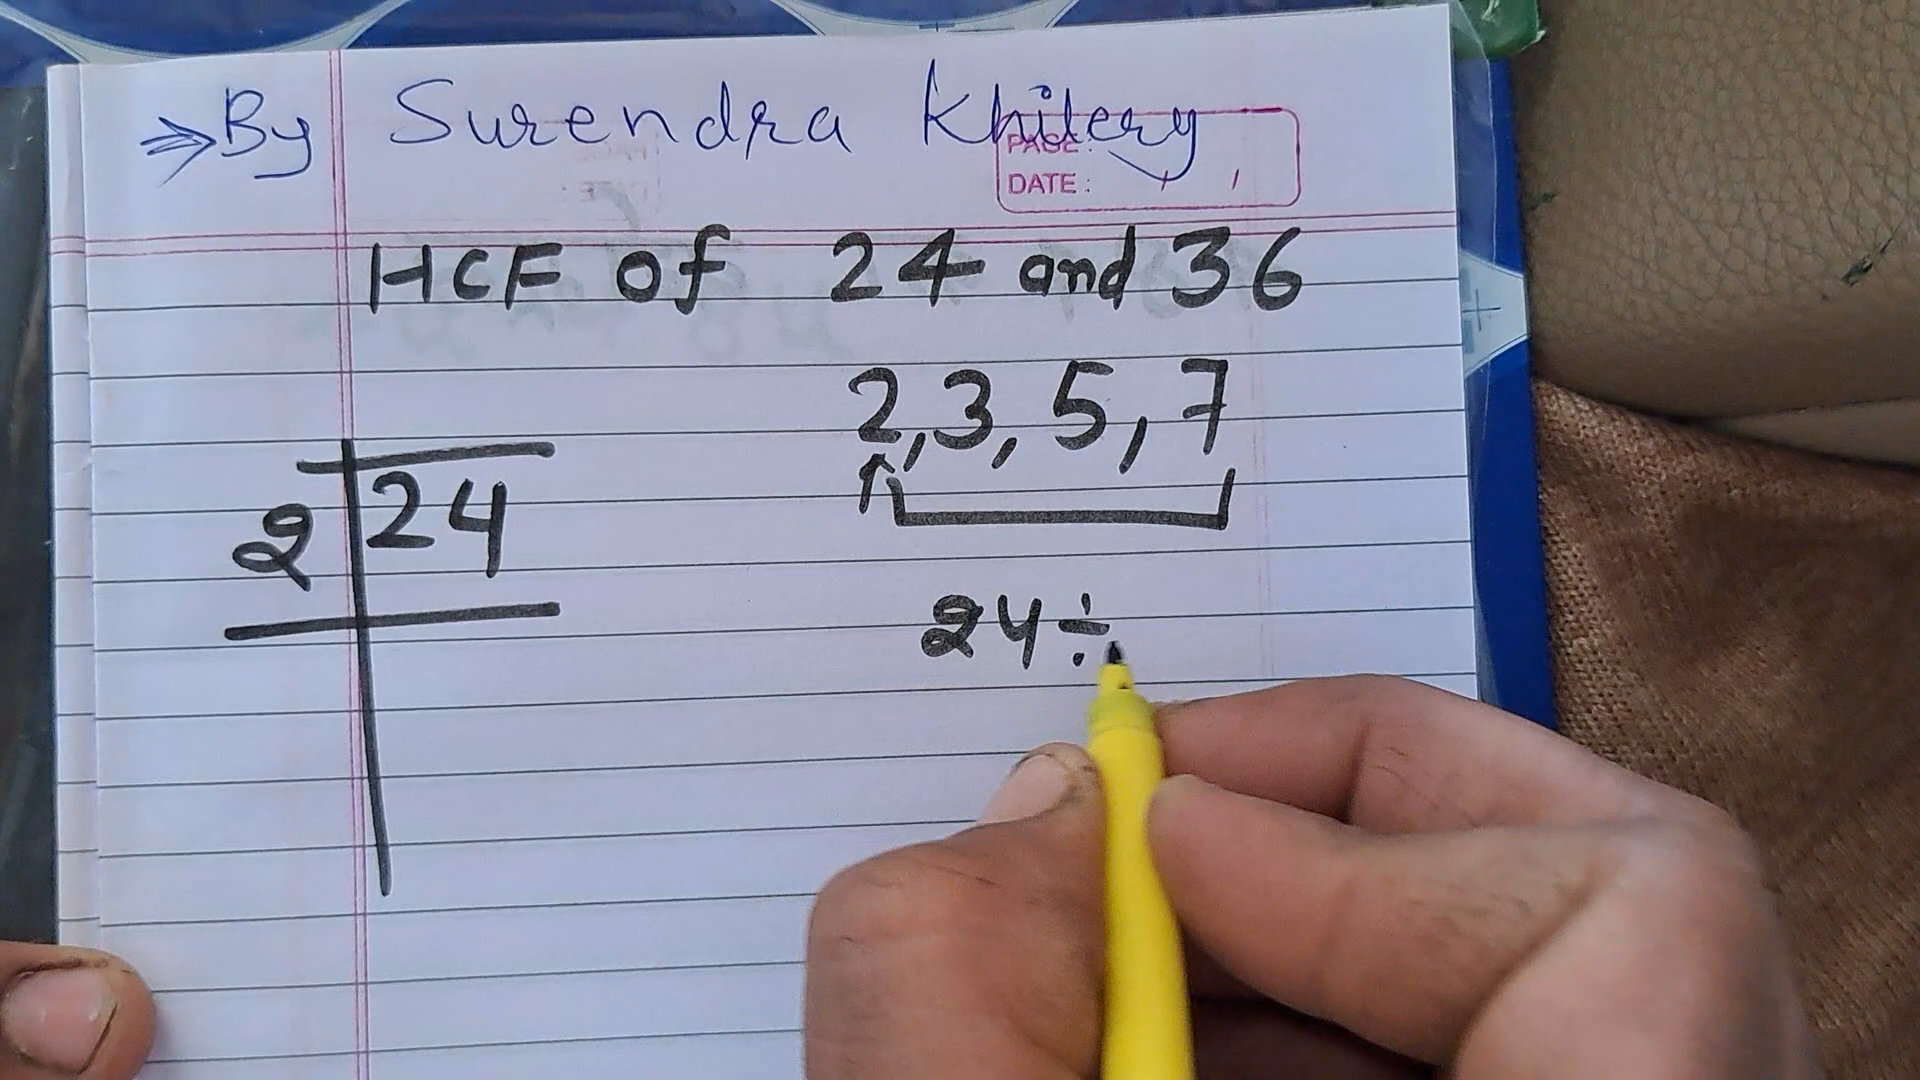 ⇒ By Surendra Khilery
PAGE :
DATE : / /
HCF of 24 and 36
2, 3, 5, 7
2 24
24 ÷